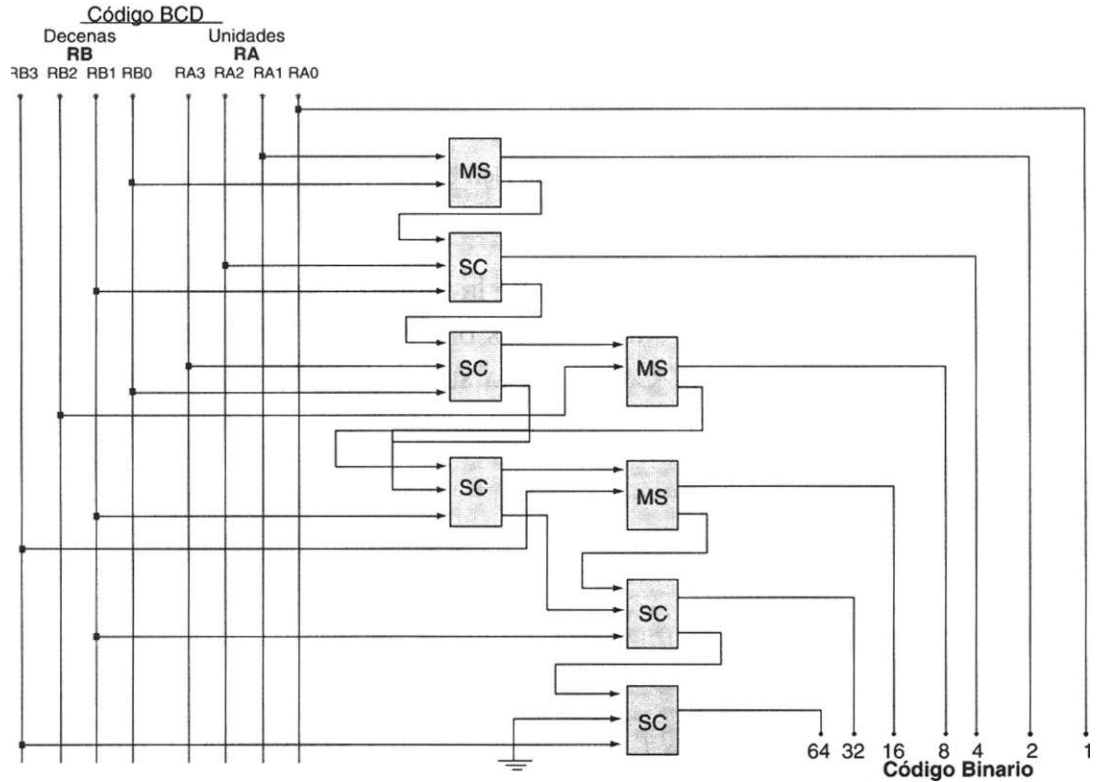 Código BCD
Decenas Unidades
RB RA
RB3 RB2 RB1 RB0 RA3 RA2 RA1 RA0
MS
SC
SC MS
SC MS
SC
SC
64 32 16 8 4 2 1
Código Binario